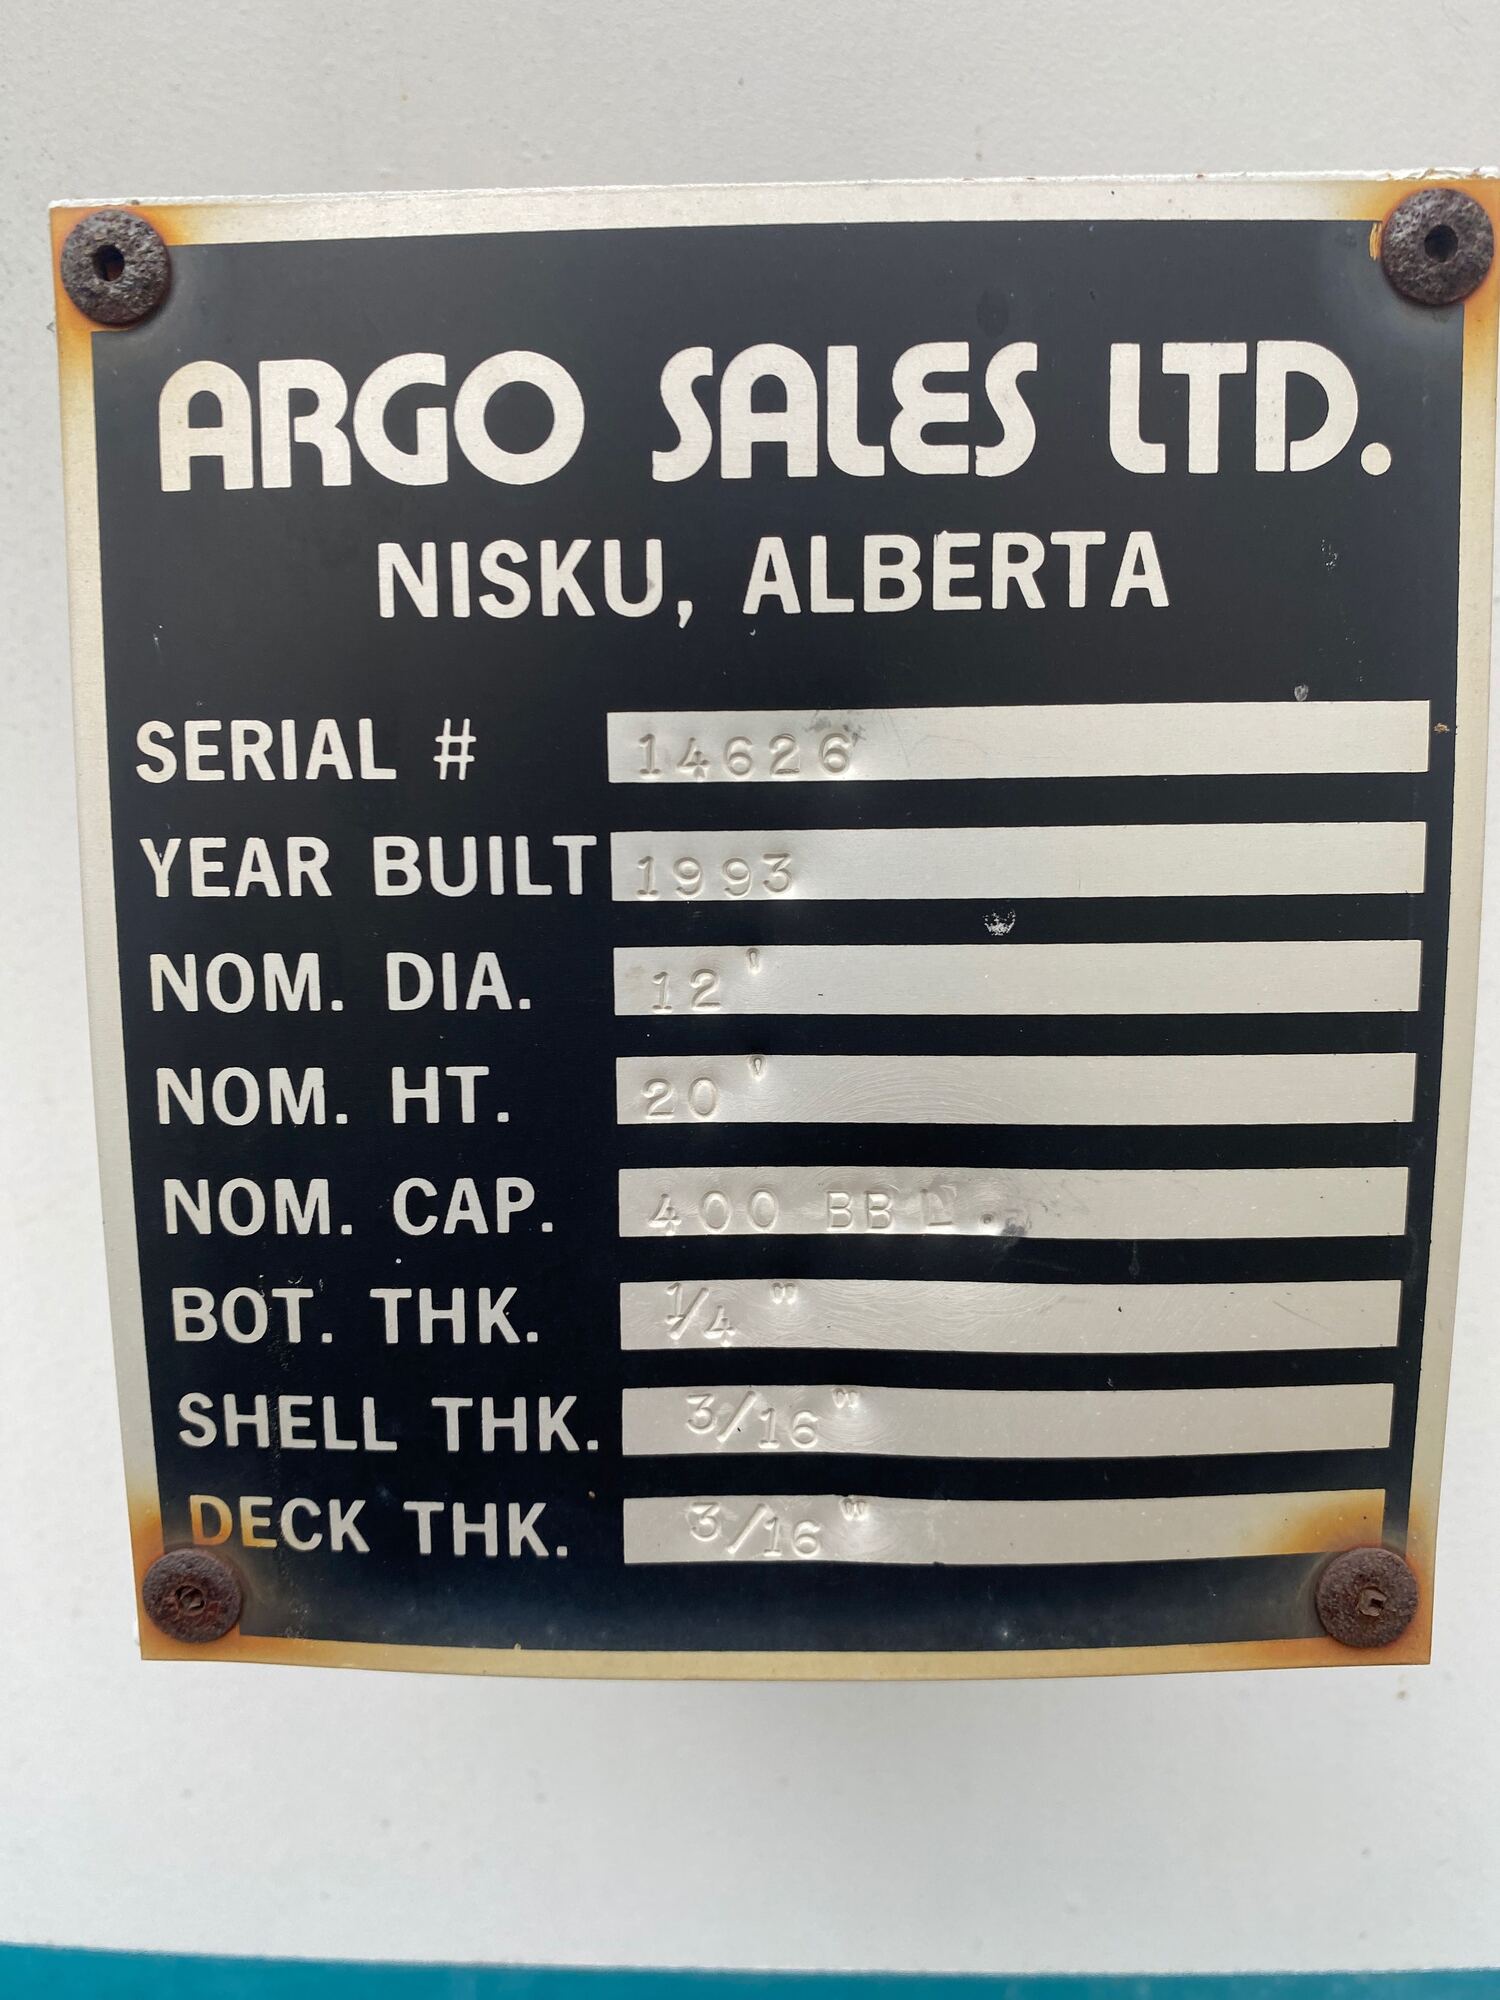 ARGO SALES LTD.
NISKU, ALBERTA
SERIAL # 14626
YEAR BUILT 1993
NOM. DIA. 12'
NOM. HT. 20'
NOM. CAP. 400 BBL.
BOT. THK. 1/4"
SHELL THK. 3/16"
DECK THK. 3/16"